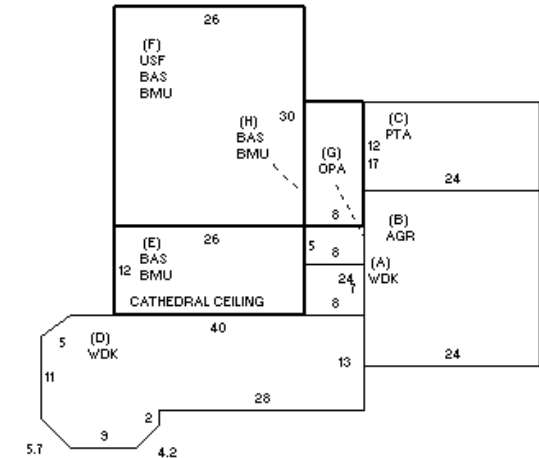 26
(F)
USF
BAS
BMU
30
(H)
BAS
BMU
(G)
OPA
(C)
PTA
12
17
24
8
(B)
AGR
26
(E)
BAS
BMU
12
CATHEDRAL CEILING
5
8
(A)
WDK
24
7
8
40
(D)
WDK
5
11
13
24
28
2
9
5.7
4.2